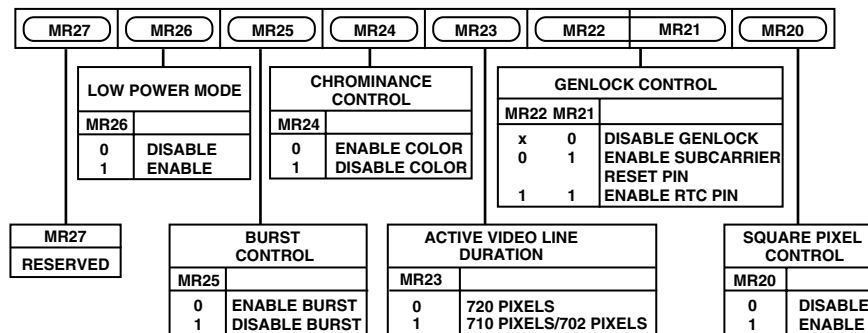 MR27 MR26 MR25 MR24 MR23 MR22 MR21 MR20
LOW POWER MODE
MR26
0 DISABLE
1 ENABLE
CHROMINANCE
CONTROL
MR24
0 ENABLE COLOR
1 DISABLE COLOR
GENLOCK CONTROL
MR22 MR21
x 0 DISABLE GENLOCK
0 1 ENABLE SUBCARRIER
RESET PIN
1 1 ENABLE RTC PIN
MR27
RESERVED
BURST
CONTROL
MR25
0 ENABLE BURST
1 DISABLE BURST
ACTIVE VIDEO LINE
DURATION
MR23
0 720 PIXELS
1 710 PIXELS/702 PIXELS
SQUARE PIXEL
CONTROL
MR20
0 DISABLE
1 ENABLE